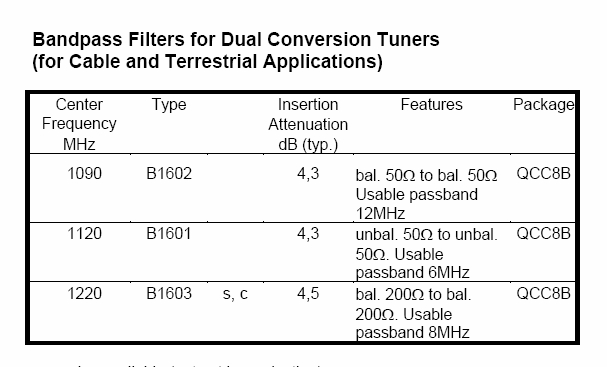 Bandpass Filters for Dual Conversion Tuners
(for Cable and Terrestrial Applications)
Center Frequency MHz Type Insertion Attenuation dB (typ.) Features Package
1090 B1602 4,3 bal. 50Ω to bal. 50Ω QCC8B
Usable passband
12MHz
1120 B1601 4,3 unbal. 50Ω to unbal. QCC8B
50Ω. Usable
passband 6MHz
1220 B1603 s, c 4,5 bal. 200Ω to bal. QCC8B
200Ω. Usable
passband 8MHz